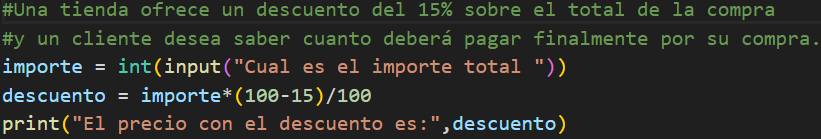 #Una tienda ofrece un descuento del 15% sobre el total de la compra
#y un cliente desea saber cuanto deberá pagar finalmente por su compra.
importe = int(input("Cual es el importe total "))
descuento = importe*(100-15)/100
print("El precio con el descuento es:",descuento)